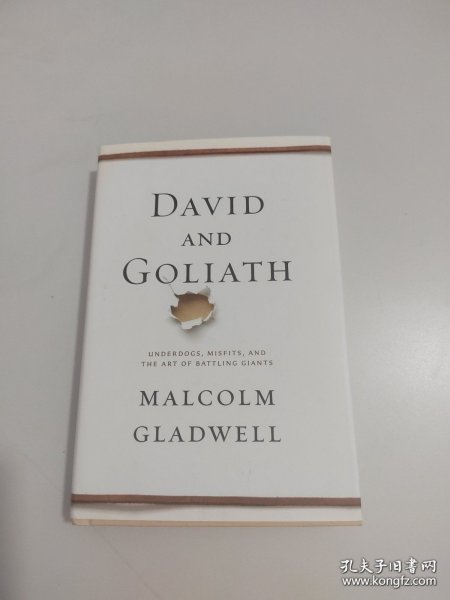 DAVID
AND
GOLIATH
UNDERDOGS, MISFITS, AND
THE ART OF BATTLING GIANTS
MALCOLM
GLADWELL
孔夫子旧书网
www.kongfz.com